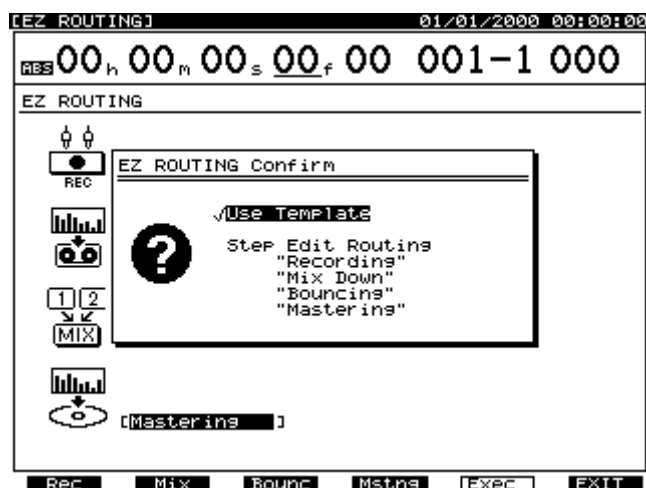 [EZ ROUTING] 01/01/2000 00:00:00
ABS 00h 00m 00s 00f 00 001-1 000
EZ ROUTING
REC
EZ ROUTING Confirm
√Use Template
Step Edit Routing
"Recording"
"Mix Down"
"Bouncing"
"Mastering"
1 2
MIX
[Mastering ]
Rec Mix Bounc Mstng Exec EXIT